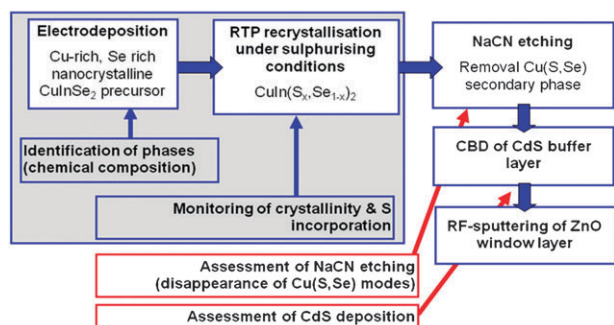 Electrodeposition
Cu-rich, Se rich
nanocrystalline
CuInSe2 precursor
RTP recrystallisation
under sulphurising
conditions
CuIn(Sx,Se1-x)2
NaCN etching
Removal Cu(S,Se)
secondary phase
Identification of phases
(chemical composition)
CBD of CdS buffer
layer
Monitoring of crystallinity & S
incorporation
RF-sputtering of ZnO
window layer
Assessment of NaCN etching
(disappearance of Cu(S,Se) modes)
Assessment of CdS deposition